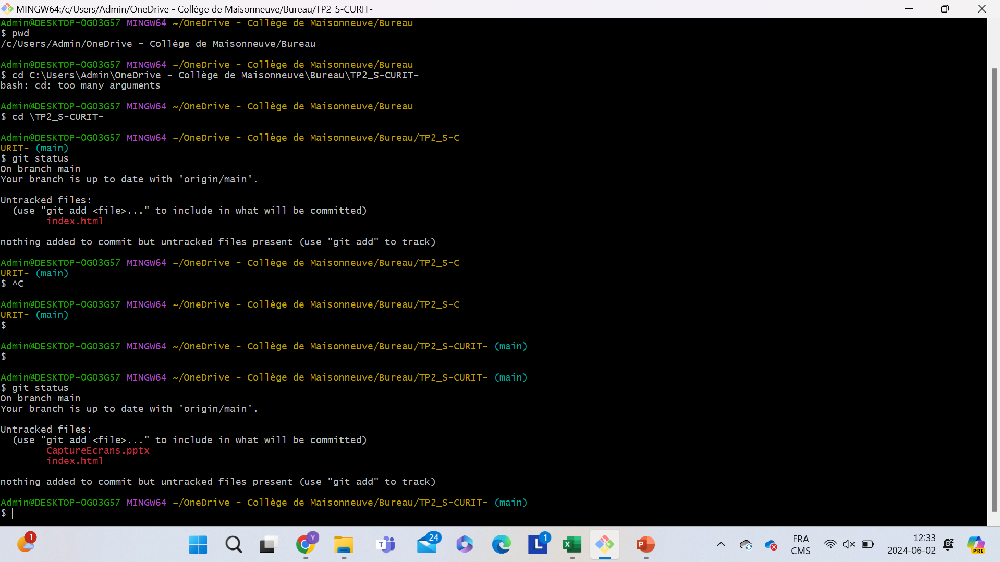 MINGW64:/c/Users/Admin/OneDrive - Collège de Maisonneuve/Bureau/TP2_S-CURIT-
Admin@DESKTOP-0GO3G57 MINGW64 ~/OneDrive - Collège de Maisonneuve/Bureau
$ pwd
/c/Users/Admin/OneDrive - Collège de Maisonneuve/Bureau
Admin@DESKTOP-0GO3G57 MINGW64 ~/OneDrive - Collège de Maisonneuve/Bureau
$ cd C:\Users\Admin\OneDrive - Collège de Maisonneuve\Bureau\TP2_S-CURIT-
bash: cd: too many arguments
Admin@DESKTOP-0GO3G57 MINGW64 ~/OneDrive - Collège de Maisonneuve/Bureau
$ cd \TP2_S-CURIT-
Admin@DESKTOP-0GO3G57 MINGW64 ~/OneDrive - Collège de Maisonneuve/Bureau/TP2_S-C
URIT- (main)
$ git status
On branch main
Your branch is up to date with 'origin/main'.
Untracked files:
  (use "git add <file>..." to include in what will be committed)
        index.html
nothing added to commit but untracked files present (use "git add" to track)
Admin@DESKTOP-0GO3G57 MINGW64 ~/OneDrive - Collège de Maisonneuve/Bureau/TP2_S-C
URIT- (main)
$ ^C
Admin@DESKTOP-0GO3G57 MINGW64 ~/OneDrive - Collège de Maisonneuve/Bureau/TP2_S-C
URIT- (main)
$
Admin@DESKTOP-0GO3G57 MINGW64 ~/OneDrive - Collège de Maisonneuve/Bureau/TP2_S-CURIT- (main)
$
Admin@DESKTOP-0GO3G57 MINGW64 ~/OneDrive - Collège de Maisonneuve/Bureau/TP2_S-CURIT- (main)
$ git status
On branch main
Your branch is up to date with 'origin/main'.
Untracked files:
  (use "git add <file>..." to include in what will be committed)
        CaptureEcrans.pptx
        index.html
nothing added to commit but untracked files present (use "git add" to track)
Admin@DESKTOP-0GO3G57 MINGW64 ~/OneDrive - Collège de Maisonneuve/Bureau/TP2_S-CURIT- (main)
$
1
Y
T
24
L
1
X
P
FRA
CMS
12:33
2024-06-02
PRE